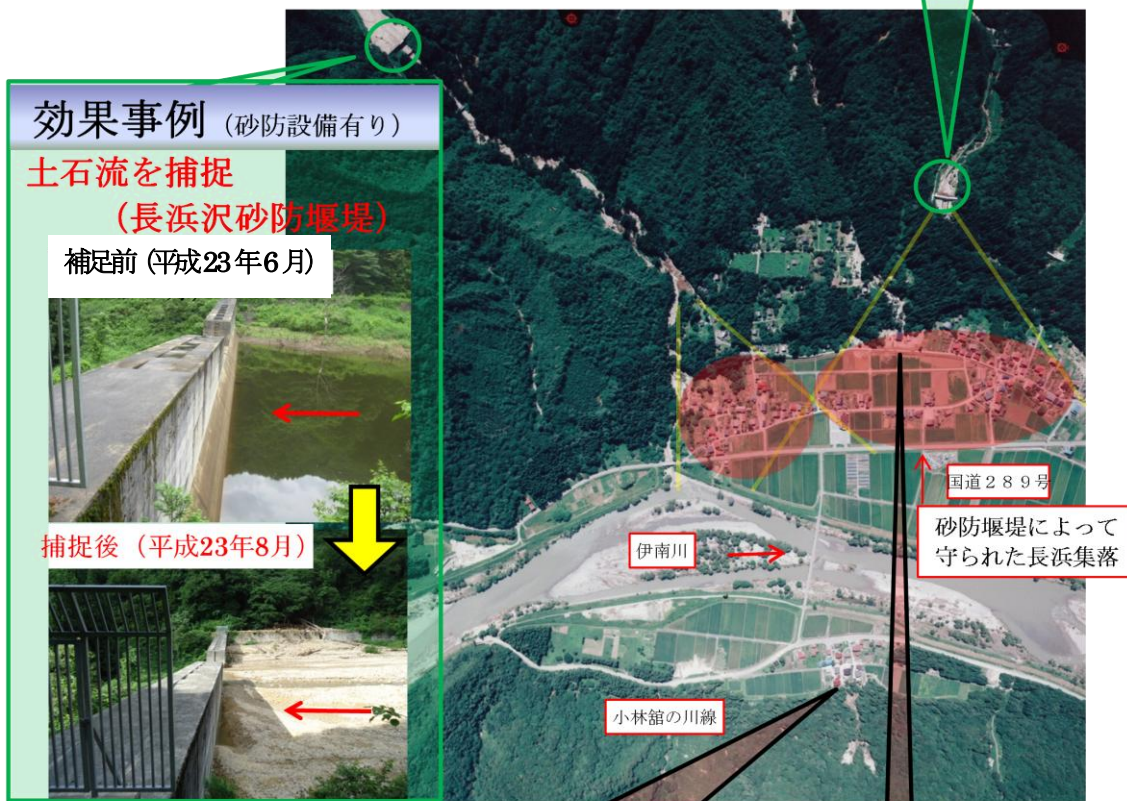 効果事例 (砂防設備有り)
土石流を捕捉
(長浜沢砂防堰堤)
補足前 (平成23年6月)
捕捉後 (平成23年8月)
国道289号
砂防堰堤によって
守られた長浜集落
伊南川
小林舘の川線